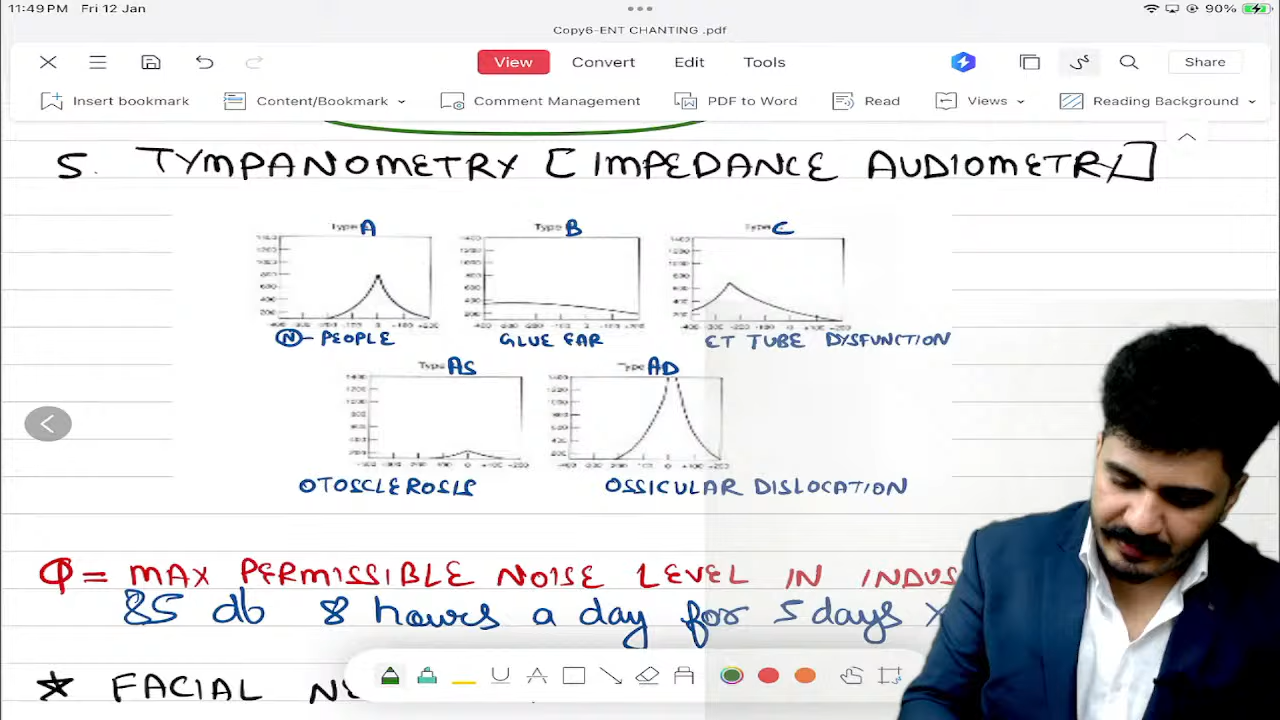 11:49 PM Fri 12 Jan
90%
Copy6-ENT CHANTING .pdf
View Convert Edit Tools
Share
Insert bookmark Content/Bookmark Comment Management PDF to Word Read Views Reading Background
5. TYMPANOMETRY [IMPEDANCE AUDIOMETRY]
Type A Type B Type C
N - PEOPLE GLUE EAR ET TUBE DYSFUNCTION
Type AS Type AD
OTOSCLEROSIS OSSICULAR DISLOCATION
= MAX PERMISSIBLE NOISE LEVEL IN INDUS
85 db 8 hours a day for 5 days
★ FACIAL